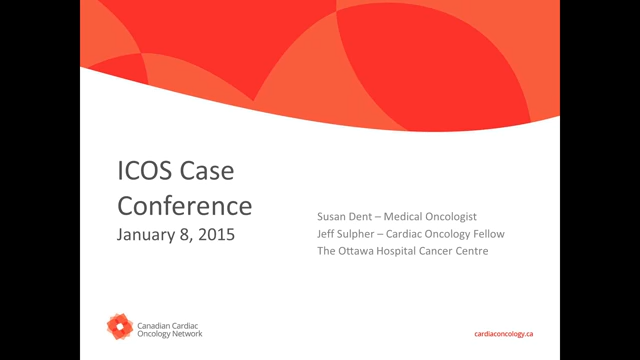 ICOS Case
Conference
January 8, 2015
Susan Dent – Medical Oncologist
Jeff Sulpher – Cardiac Oncology Fellow
The Ottawa Hospital Cancer Centre
Canadian Cardiac
Oncology Network
cardiaconcology.ca